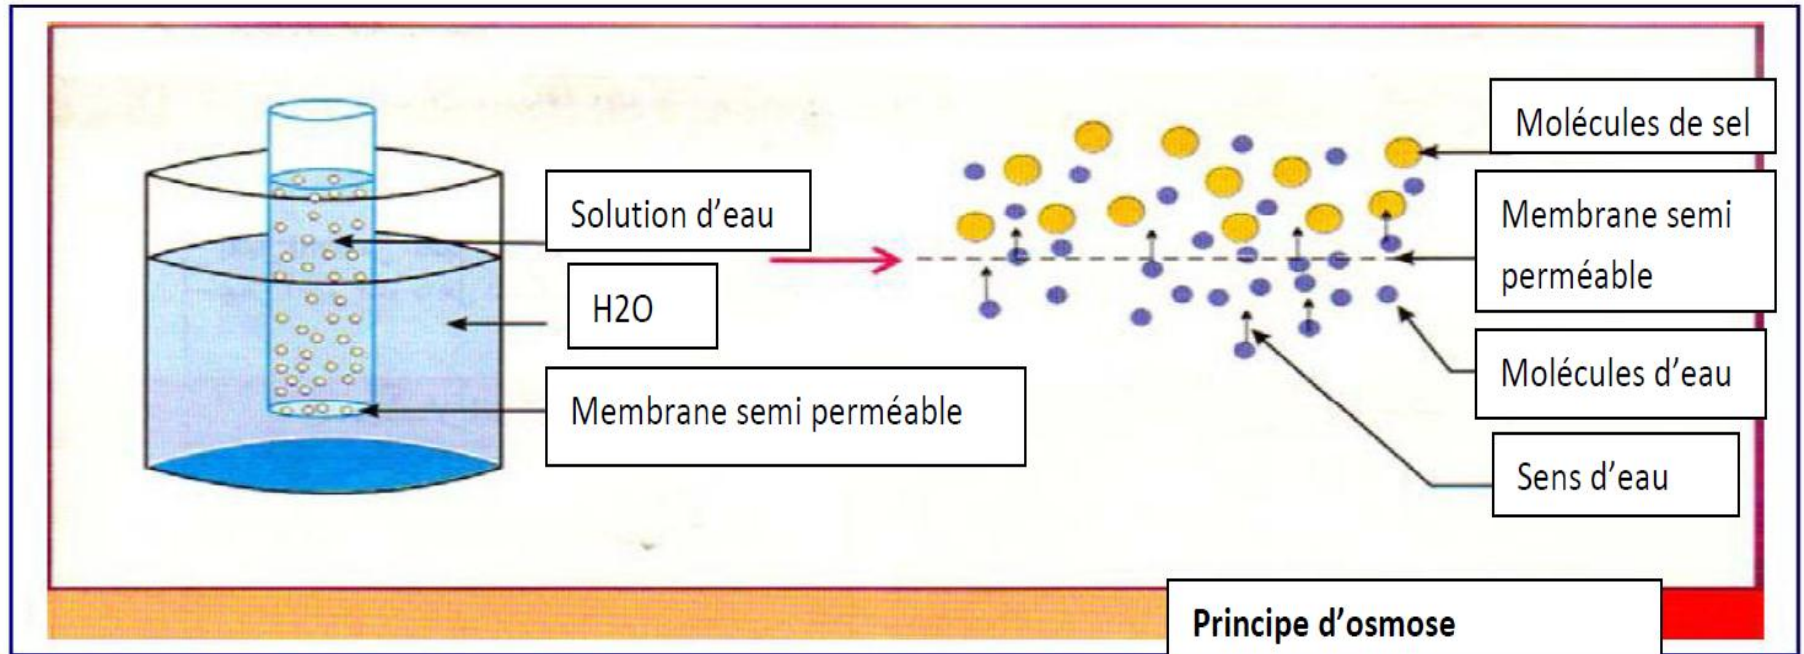 Solution d’eau
H2O
Membrane semi perméable
Molécules de sel
Membrane semi
perméable
Molécules d’eau
Sens d’eau
Principe d’osmose